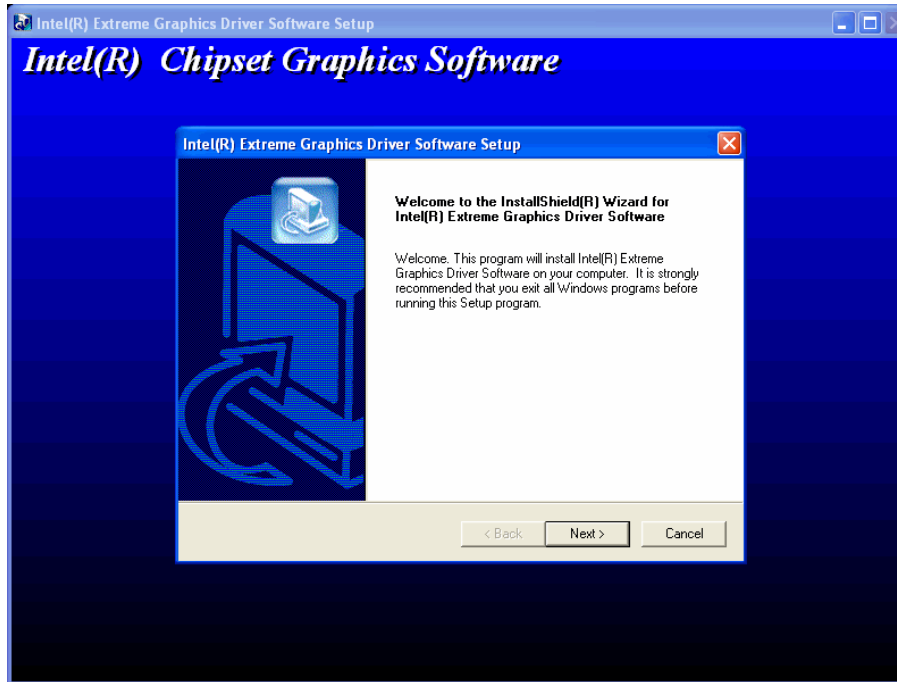 Intel(R) Extreme Graphics Driver Software Setup
Intel(R) Chipset Graphics Software
Intel(R) Extreme Graphics Driver Software Setup
Welcome to the InstallShield(R) Wizard for
Intel(R) Extreme Graphics Driver Software
Welcome. This program will install Intel(R) Extreme
Graphics Driver Software on your computer. It is strongly
recommended that you exit all Windows programs before
running this Setup program.
< Back Next > Cancel